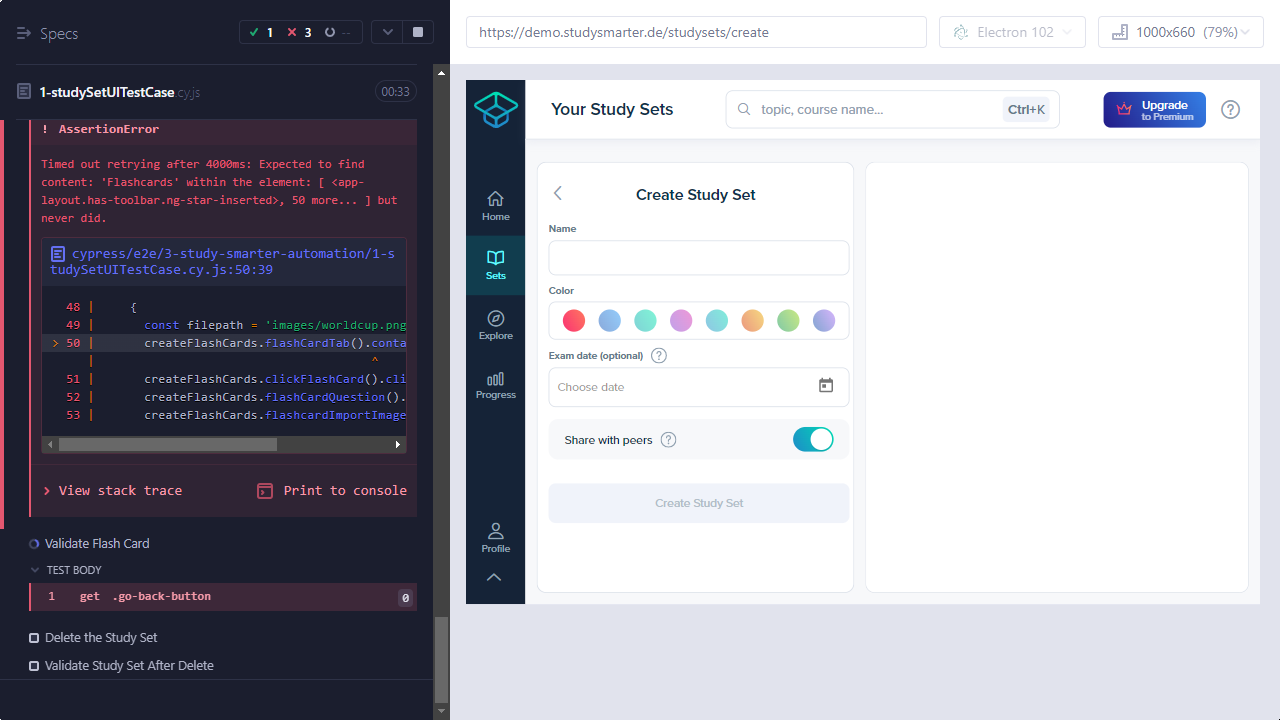 Specs
1
3
--
1-studySetUITestCase.cy.js
00:33
! AssertionError
Timed out retrying after 4000ms: Expected to find
content: 'Flashcards' within the element: [ <app-
layout.has-toolbar.ng-star-inserted>, 50 more... ] but
never did.
cypress/e2e/3-study-smarter-automation/1-s
tudySetUITestCase.cy.js:50:39
48 | {
49 | const filepath = 'images/worldcup.png
> 50 | createFlashCards.flashCardTab().conta
| ^
51 | createFlashCards.clickFlashCard().cli
52 | createFlashCards.flashCardQuestion().
53 | createFlashCards.flashcardImportImage
View stack trace
Print to console
Validate Flash Card
TEST BODY
1 get .go-back-button 0
Delete the Study Set
Validate Study Set After Delete
https://demo.studysmarter.de/studysets/create
Electron 102
1000x660 (79%)
Your Study Sets
topic, course name...
Ctrl+K
Upgrade
to Premium
?
Home
Sets
Explore
Progress
Profile
Create Study Set
Name
Color
Exam date (optional) ?
Choose date
Share with peers ?
Create Study Set